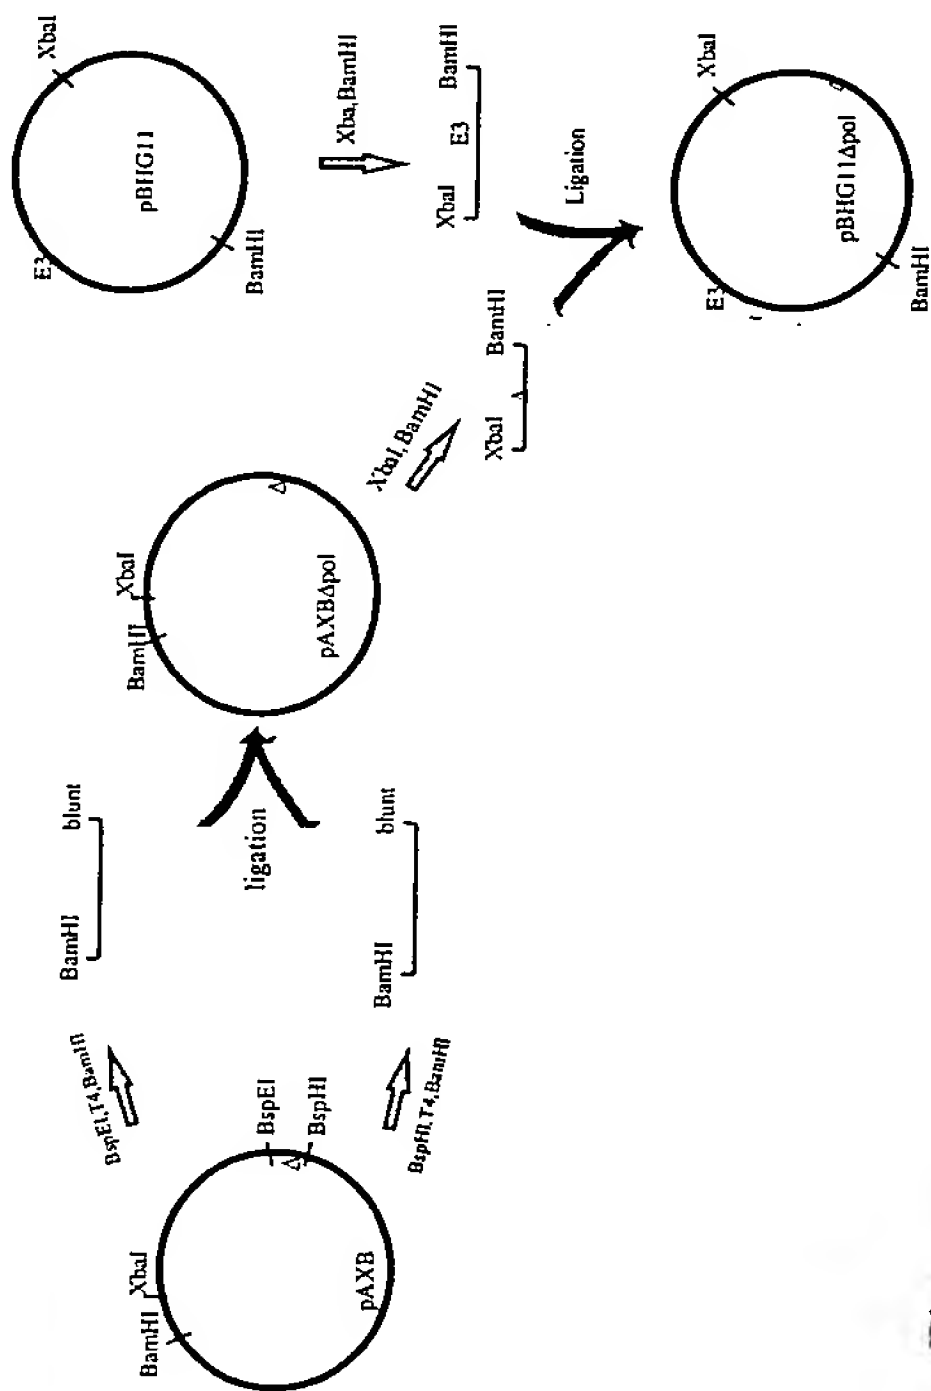 BamHI
XbaI
BspEI
Δ
BspHI
pAXB
BspEI,T4,BamHI
BspHI,T4,BamHI
BamHI
blunt
BamHI
blunt
ligation
BamHI
XbaI
Δ
pAXBΔpol
XbaI,BamHI
XbaI
Δ
BamHI
E3
XbaI
pBHG11
BamHI
Xba,BamHI
XbaI
E3
BamHI
Ligation
E3
XbaI
pBHG11Δpol
BamHI